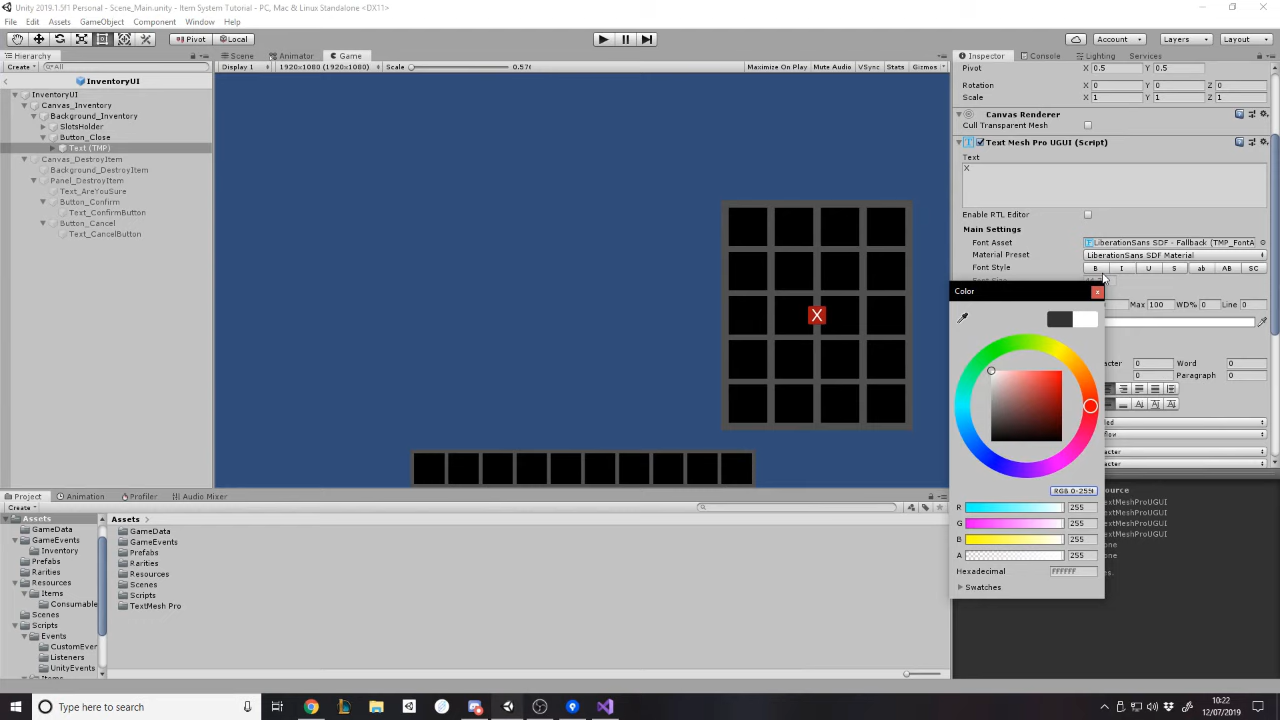 Unity 2019.1.5f1 Personal - Scene_Main.unity - Item System Tutorial - PC, Mac & Linux Standalone <DX11>
File Edit Assets GameObject Component Window Help
Pivot Local Account Layers Layout
Hierarchy Scene Animator Game Inspector Console Lighting Services
Create All Display 1 1920x1080 (1920x1080) Scale Maximize On Play Mute Audio VSync Stats Gizmos
Pivot X 0.5 Y 0.5
InventoryUI
Rotation X 0 Y 0 Z 0
InventoryUI
Scale X 1 Y 1 Z 1
Canvas_Inventory
Background_Inventory
Canvas Renderer
SlotsHolder
Cull Transparent Mesh
Button_Close
Text Mesh Pro UGUI (Script)
Text (TMP)
Canvas_DestroyItem
Text
Background_DestroyItem
X
Panel_DestroyItem
Text_AreYouSure
Button_Confirm
Text_ConfirmButton
Enable RTL Editor
Button_Cancel
Main Settings
Text_CancelButton
Font Asset LiberationSans SDF - Fallback (TMP_FontA
Material Preset LiberationSans SDF Material
Font Style B I U S ab AB SC
Color
Max 100 WD% 0 Line 0
X
Character 0 Word 0
0 Paragraph 0
RGB 0-255
R 255
G 255
B 255
A 255
Hexadecimal FFFFFF
Swatches
Project Animation Profiler Audio Mixer
Create
Assets
GameData
GameEvents
Inventory
Prefabs
Rarities
Resources
Items
Consumable
Scenes
Scripts
Events
CustomEven
Listeners
UnityEvents
Items
Assets
GameData
GameEvents
Prefabs
Rarities
Resources
Scenes
Scripts
TextMesh Pro
extMeshProUGUI
extMeshProUGUI
extMeshProUGUI
extMeshProUGUI
Type here to search
10:22
12/07/2019